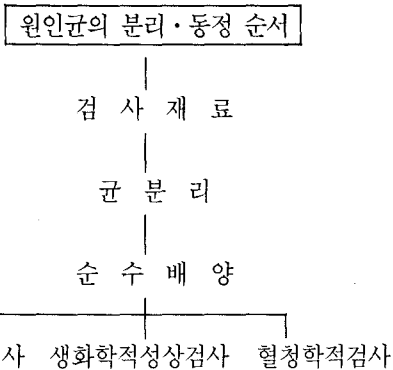 원인균의 분리·동정 순서
검 사 재 료
균 분 리
순 수 배 양
사 생화학적성상검사 혈청학적검사